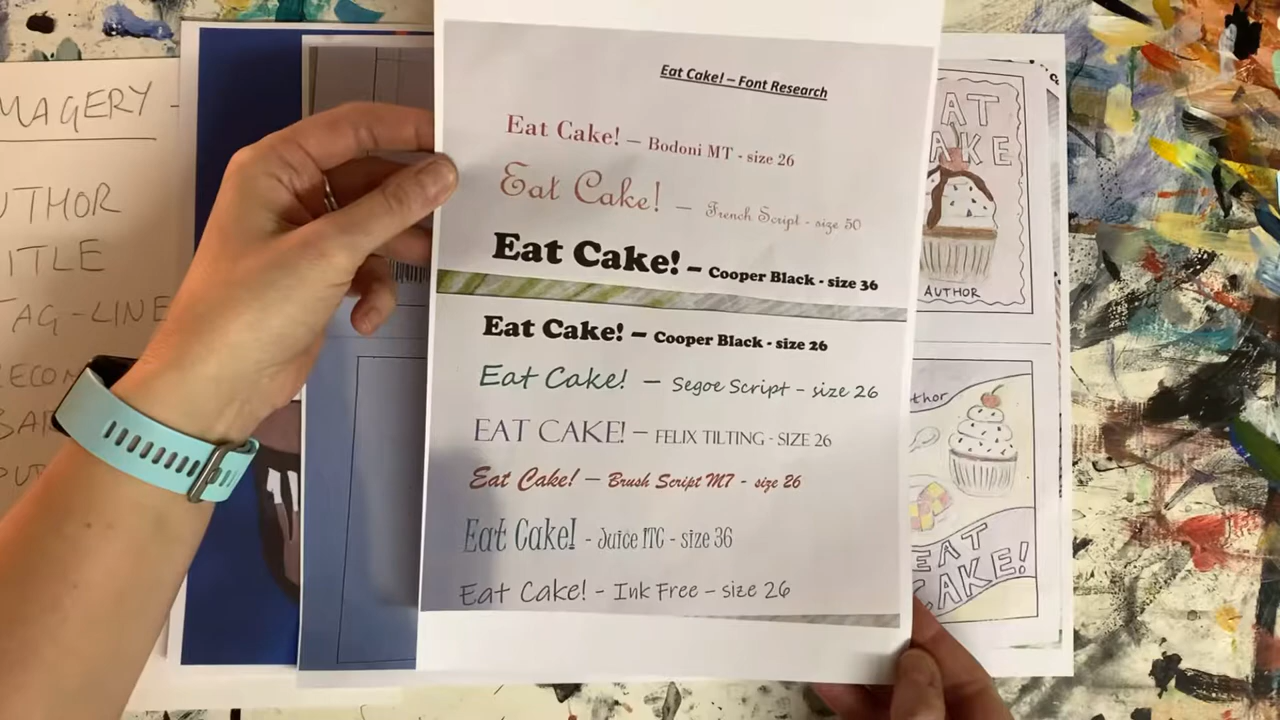 MAGERY -
UTHOR
ITLE
TAG-LINE
Eat Cake! – Font Research
Eat Cake! – Bodoni MT - size 26
Eat Cake! – French Script - size 50
Eat Cake! – Cooper Black - size 36
Eat Cake! – Cooper Black - size 26
Eat Cake! – Segoe Script – size 26
EAT CAKE! – FELIX TILTING - SIZE 26
Eat Cake! – Brush Script MT - size 26
Eat Cake! - Juice ITC - size 36
Eat Cake! - Ink Free – size 26
AT
AKE
AUTHOR
thor
EAT
CAKE!